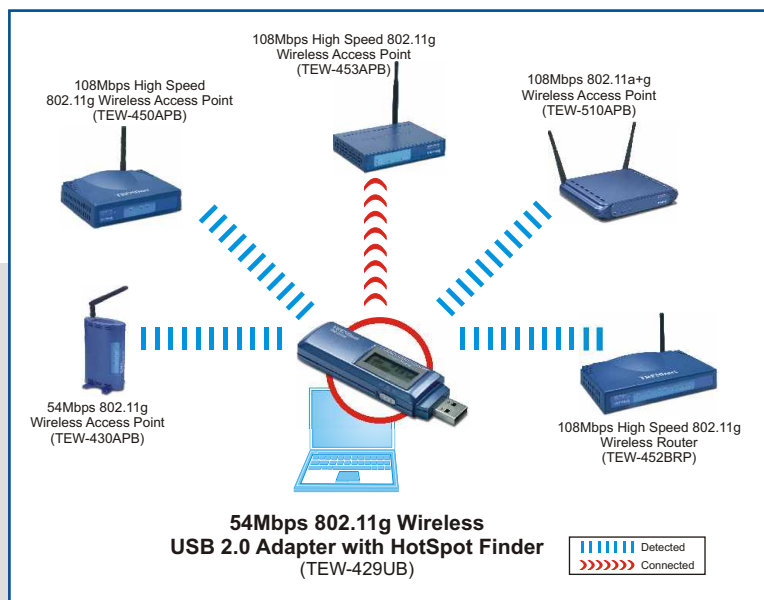 108Mbps High Speed 802.11g
Wireless Access Point
(TEW-453APB)
108Mbps High Speed
802.11g Wireless Access Point
(TEW-450APB)
108Mbps 802.11a+g
Wireless Access Point
(TEW-510APB)
54Mbps 802.11g
Wireless Access Point
(TEW-430APB)
108Mbps High Speed 802.11g
Wireless Router
(TEW-452BRP)
54Mbps 802.11g Wireless
USB 2.0 Adapter with HotSpot Finder
(TEW-429UB)
Detected
Connected